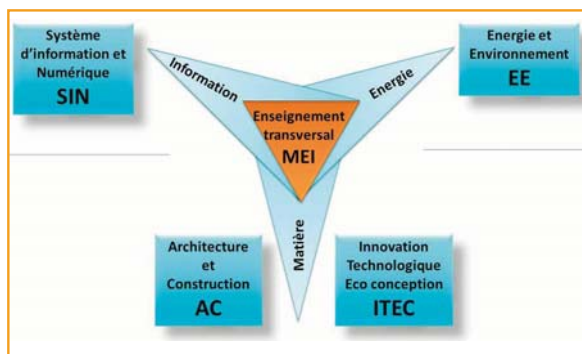 Système
d'information et
Numérique
SIN
Energie et
Environnement
EE
Information
Energie
Enseignement
transversal
MEI
Matière
Architecture
et
Construction
AC
Innovation
Technologique
Eco conception
ITEC